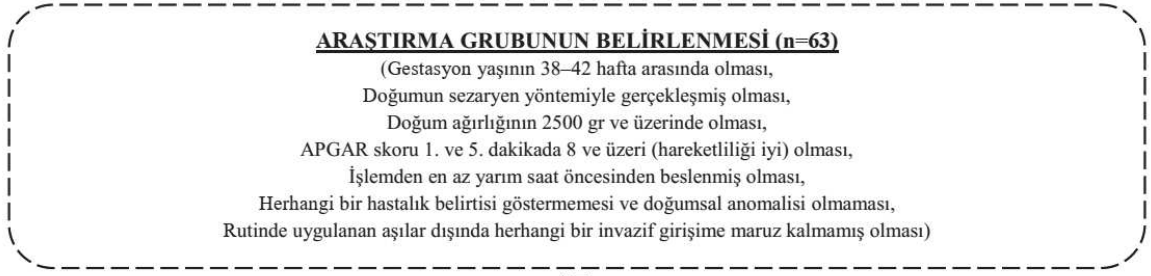 ARAŞTIRMA GRUBUNUN BELİRLENMESİ (n=63)
(Gestasyon yaşının 38–42 hafta arasında olması,
Doğumun sezaryen yöntemiyle gerçekleşmiş olması,
Doğum ağırlığının 2500 gr ve üzerinde olması,
APGAR skoru 1. ve 5. dakikada 8 ve üzeri (hareketliliği iyi) olması,
İşlemden en az yarım saat öncesinden beslenmiş olması,
Herhangi bir hastalık belirtisi göstermemesi ve doğumsal anomalisi olmaması,
Rutinde uygulanan aşılar dışında herhangi bir invazif girişime maruz kalmamış olması)